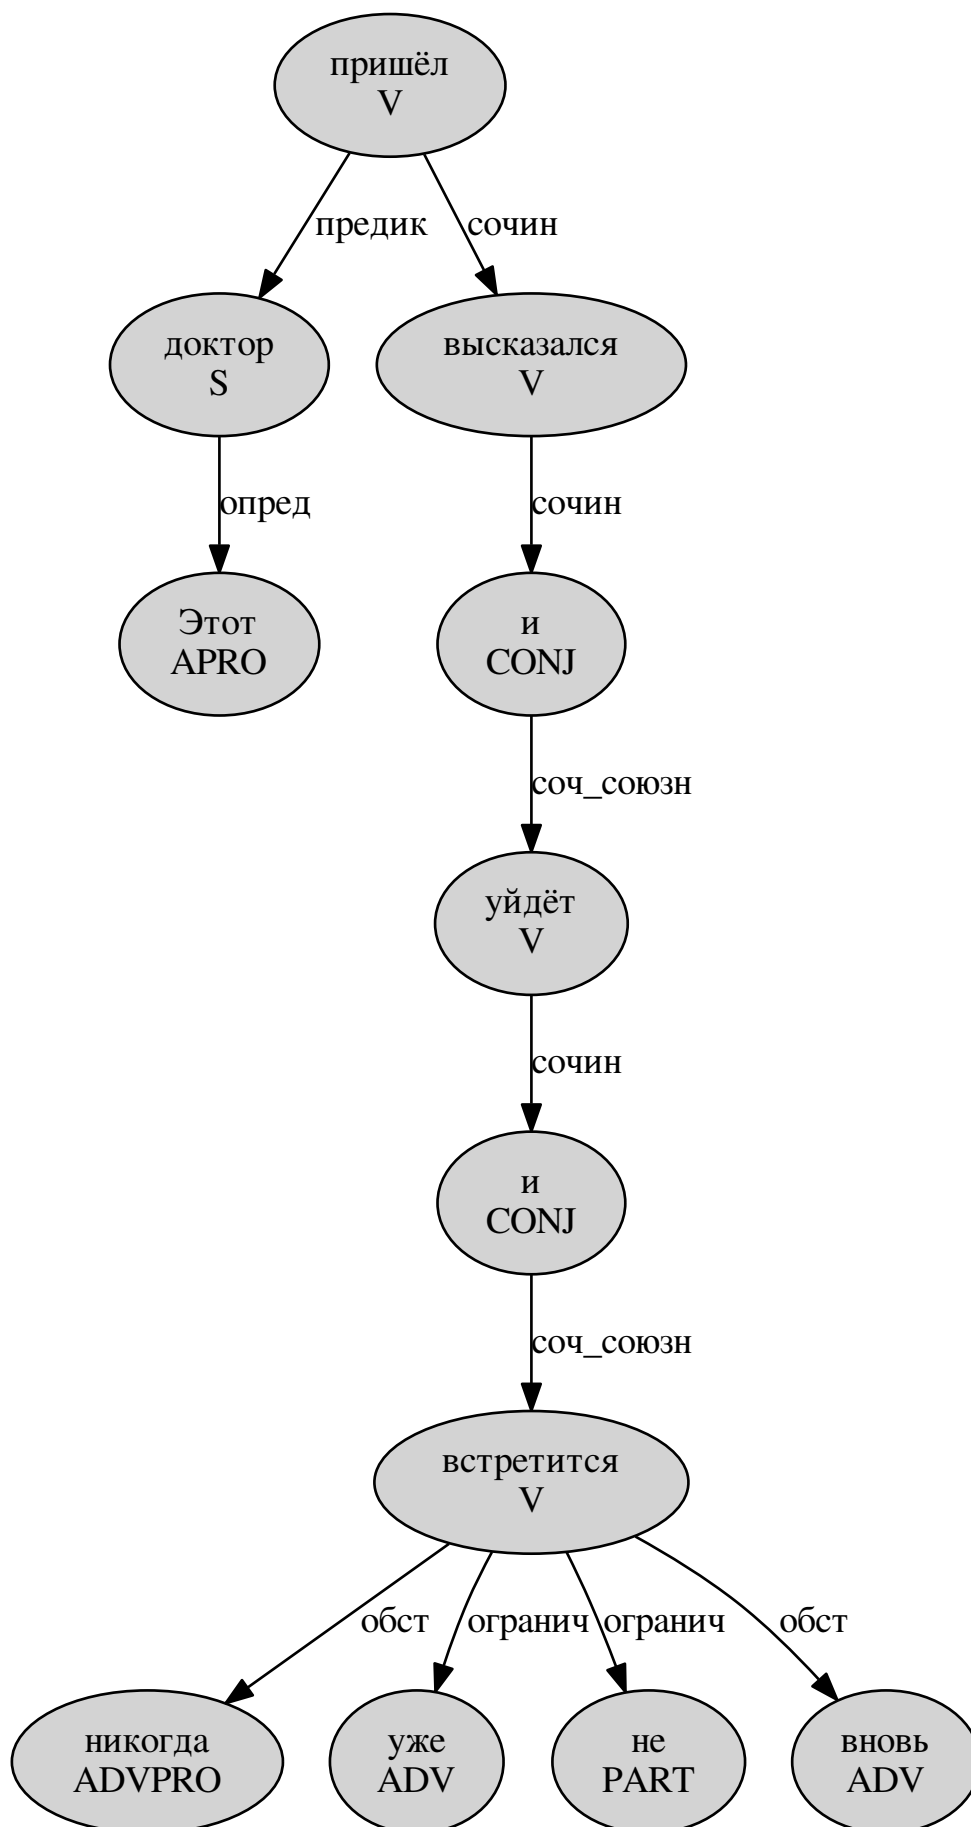 пришёл
V
предик
сочин
доктор
S
высказался
V
опред
сочин
Этот
APRO
и
CONJ
соч_союзн
уйдёт
V
сочин
и
CONJ
соч_союзн
встретится
V
обст
огранич
огранич
обст
никогда
ADVPRO
уже
ADV
не
PART
вновь
ADV